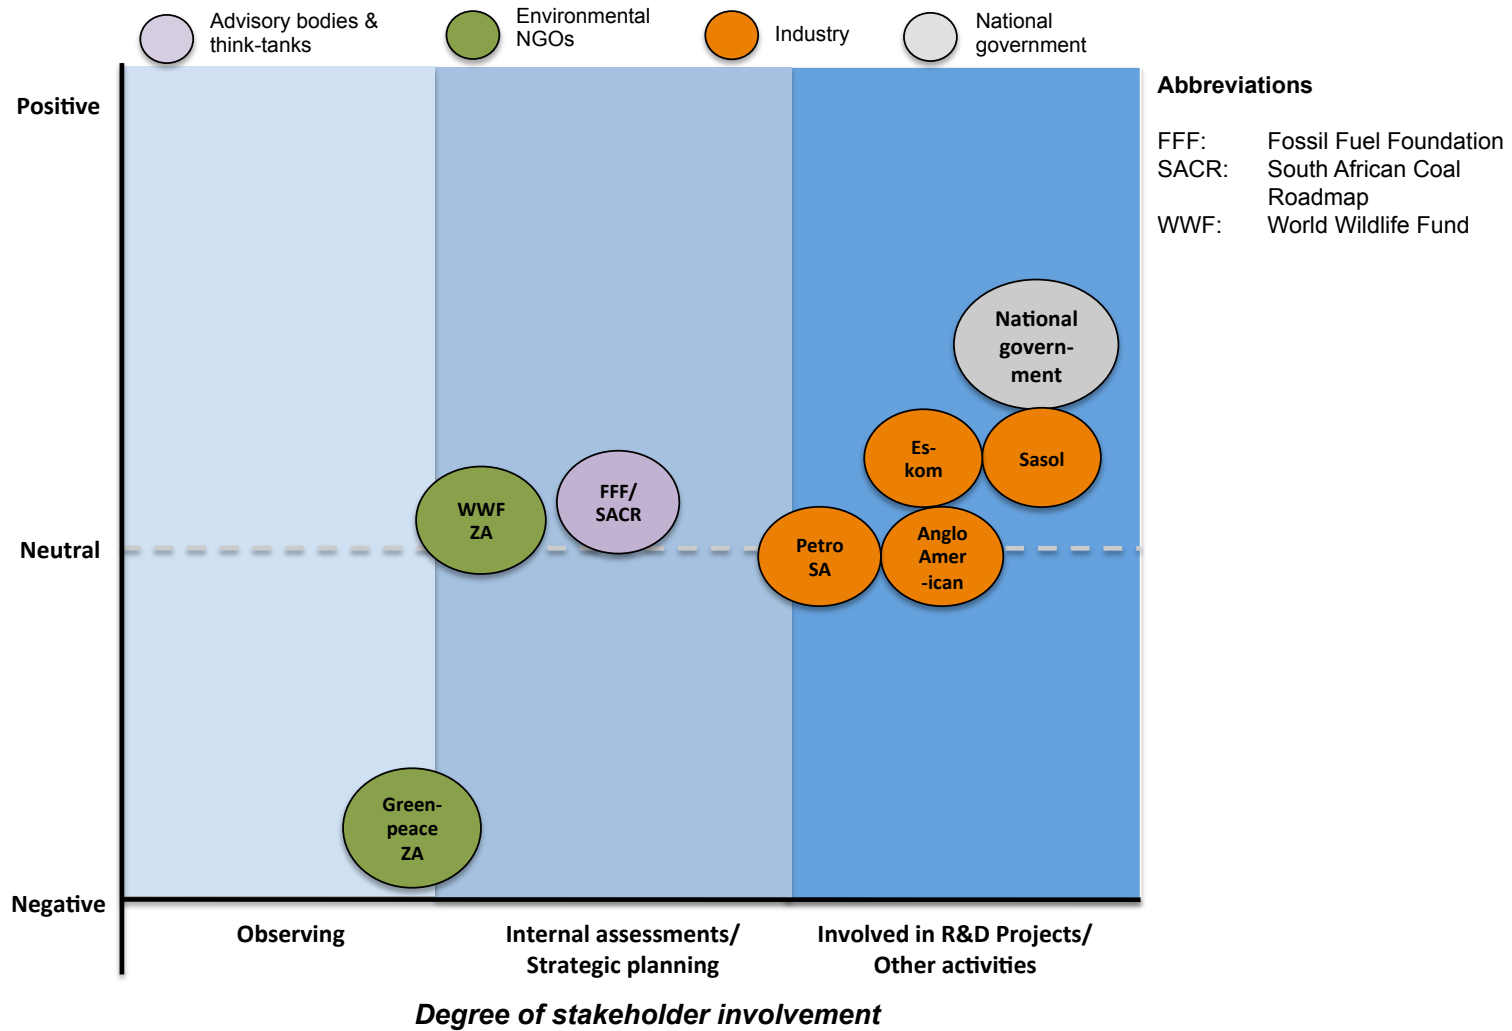 Advisory bodies &
think-tanks
Environmental
NGOs
Industry
National
government
Abbreviations
FFF: Fossil Fuel Foundation
SACR: South African Coal
Roadmap
WWF: World Wildlife Fund
Positive
Neutral
Negative
National
govern-
ment
Es-
kom
Sasol
WWF
ZA
FFF/
SACR
Petro
SA
Anglo
Amer
-ican
Green-
peace
ZA
Observing
Internal assessments/
Strategic planning
Involved in R&D Projects/
Other activities
Degree of stakeholder involvement